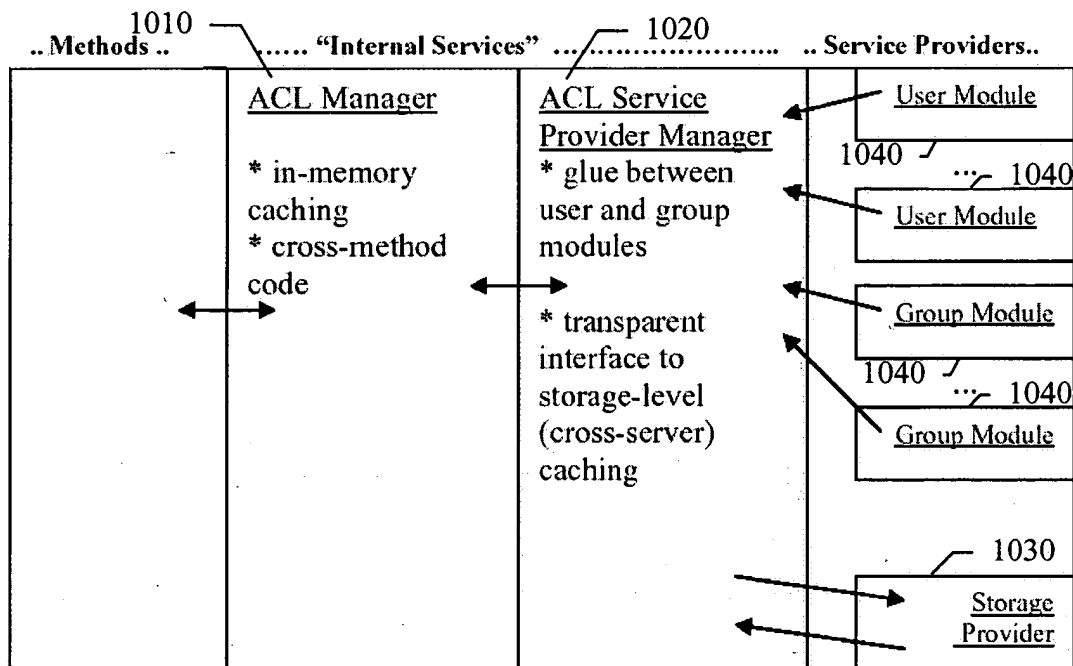 1010
1020
.. Methods .. ...... “Internal Services” ........................ .. Service Providers..
ACL Manager
* in-memory
caching
* cross-method
code
ACL Service
Provider Manager
* glue between
user and group
modules
* transparent
interface to
storage-level
(cross-server)
caching
User Module
1040
... 1040
User Module
Group Module
1040
... 1040
Group Module
1030
Storage
Provider